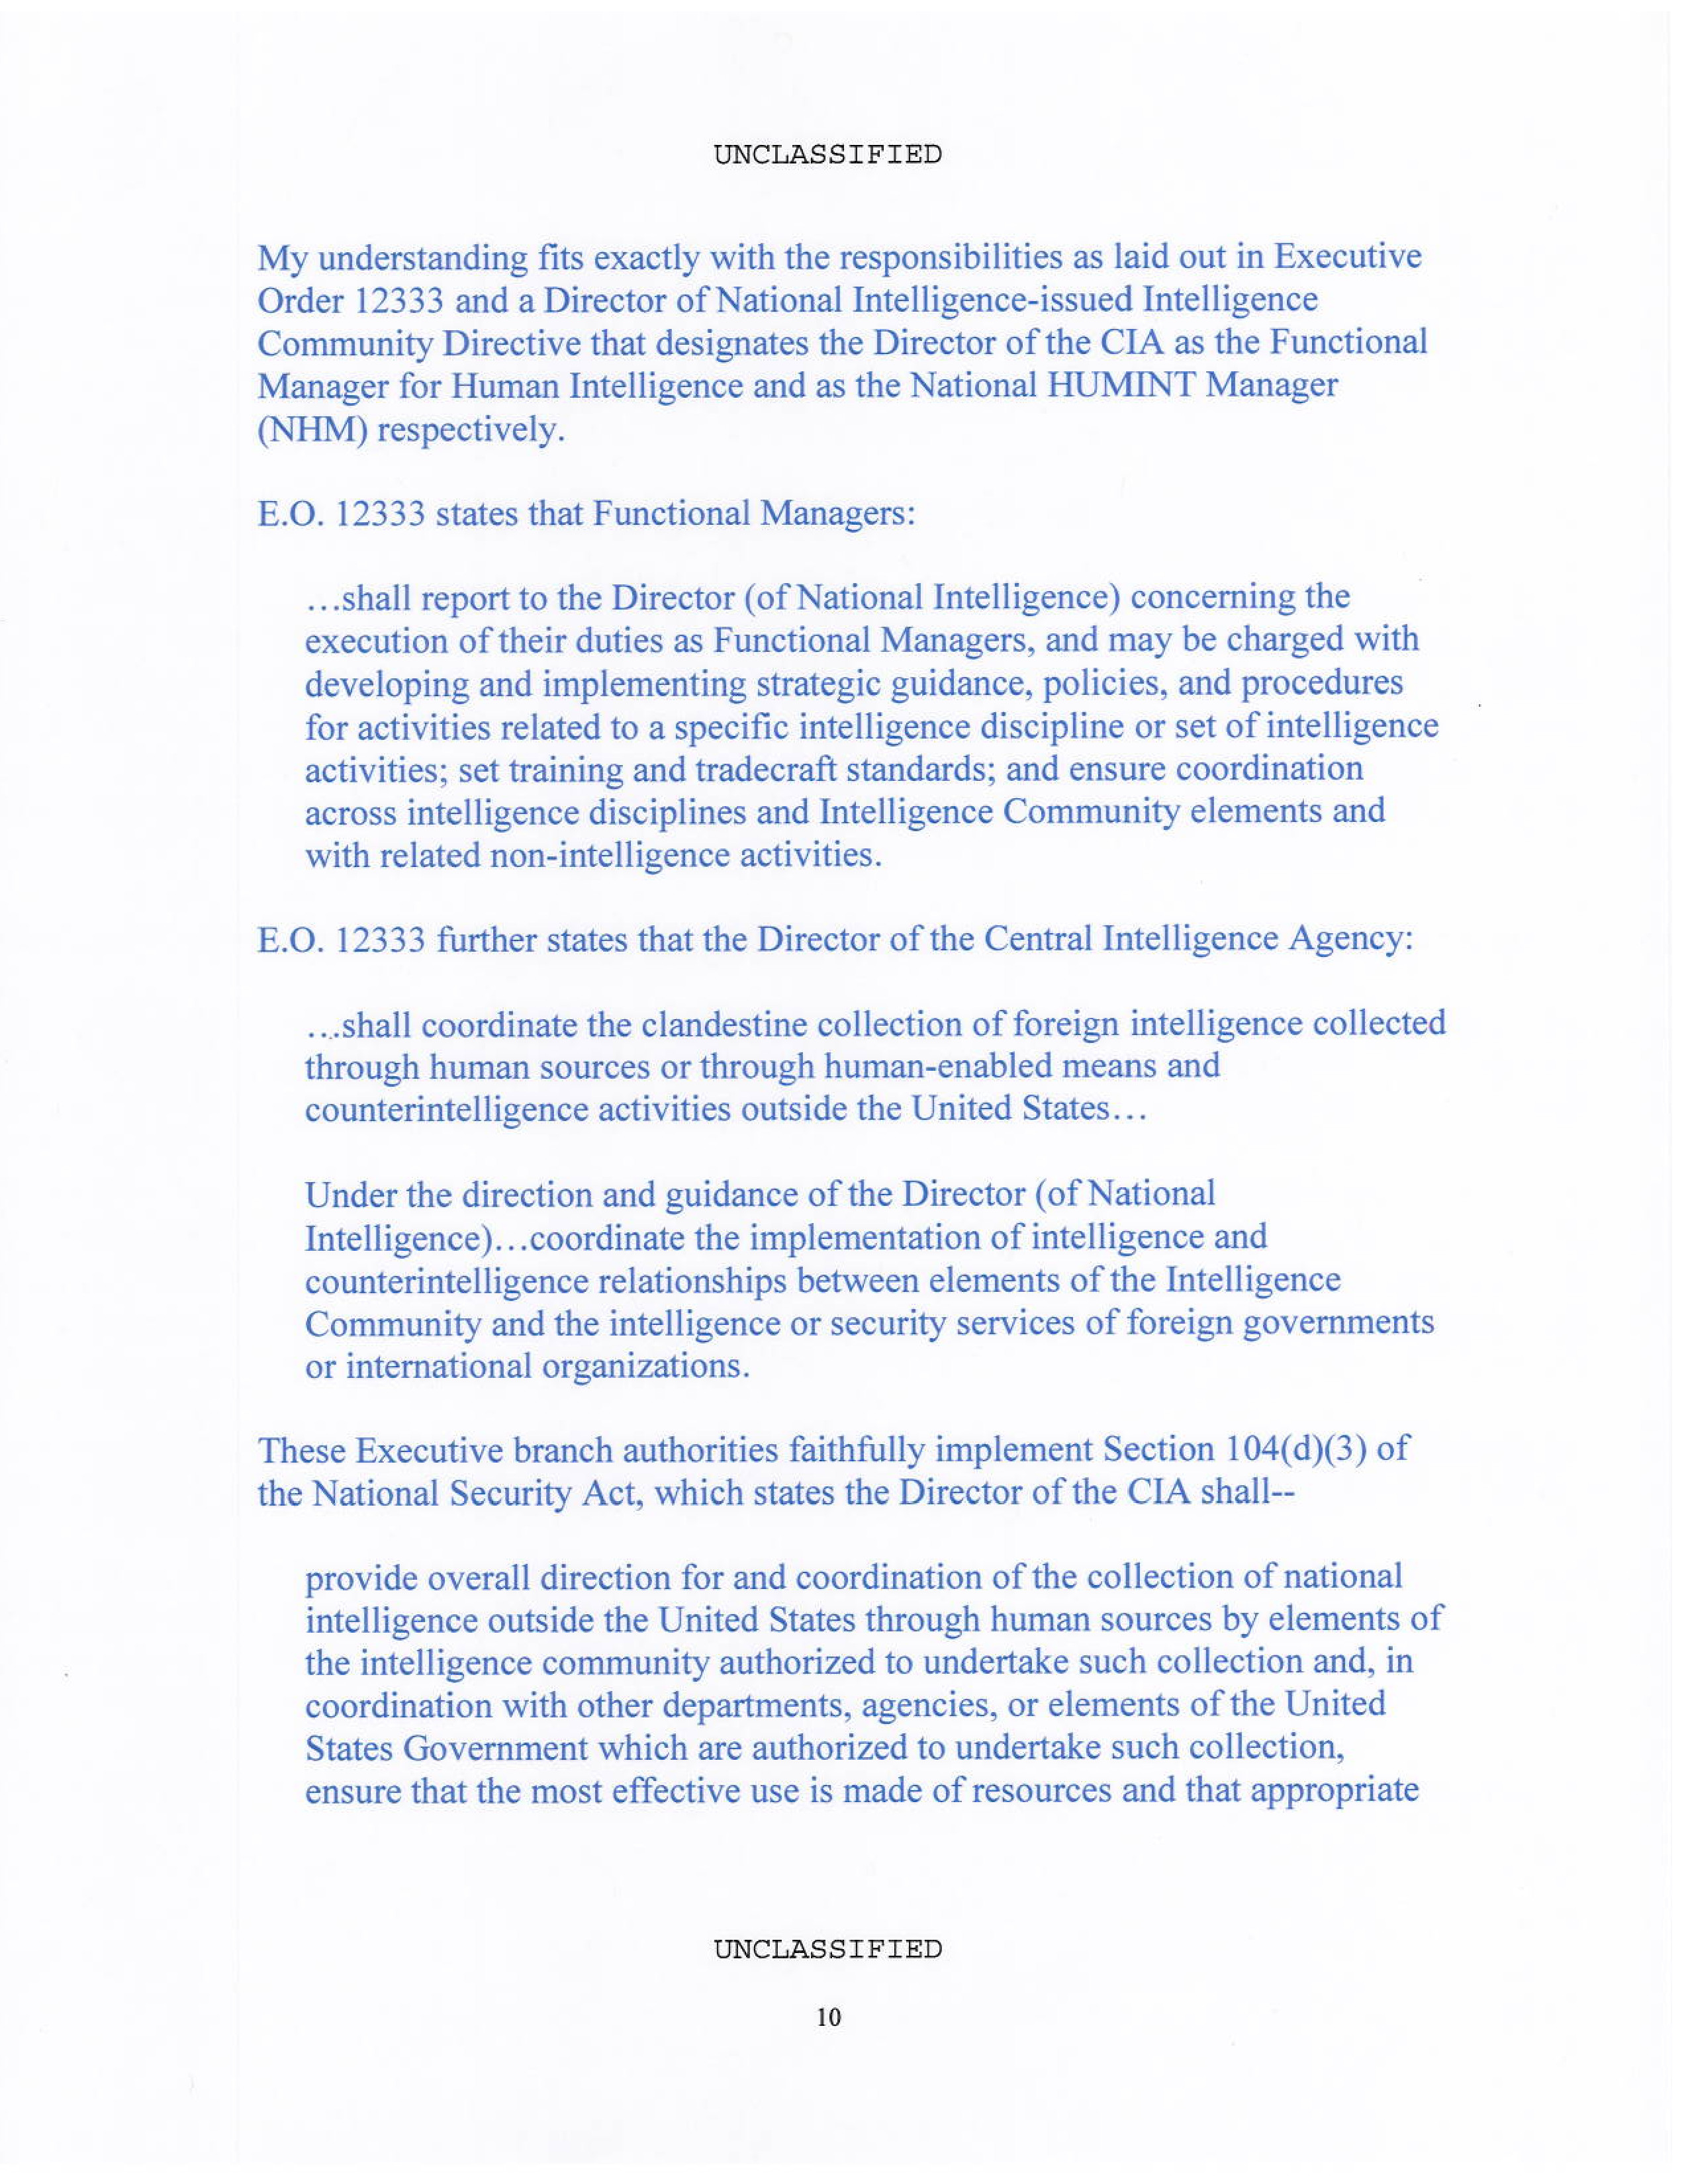 UNCLASSIFIED
My understanding fits exactly with the responsibilities as laid out in Executive
Order 12333 and a Director of National Intelligence-issued Intelligence
Community Directive that designates the Director of the CIA as the Functional
Manager for Human Intelligence and as the National HUMINT Manager
(NHM) respectively.
E.O. 12333 states that Functional Managers:
…shall report to the Director (of National Intelligence) concerning the
execution of their duties as Functional Managers, and may be charged with
developing and implementing strategic guidance, policies, and procedures
for activities related to a specific intelligence discipline or set of intelligence
activities; set training and tradecraft standards; and ensure coordination
across intelligence disciplines and Intelligence Community elements and
with related non-intelligence activities.
E.O. 12333 further states that the Director of the Central Intelligence Agency:
…shall coordinate the clandestine collection of foreign intelligence collected
through human sources or through human-enabled means and
counterintelligence activities outside the United States…
Under the direction and guidance of the Director (of National
Intelligence)…coordinate the implementation of intelligence and
counterintelligence relationships between elements of the Intelligence
Community and the intelligence or security services of foreign governments
or international organizations.
These Executive branch authorities faithfully implement Section 104(d)(3) of
the National Security Act, which states the Director of the CIA shall--
provide overall direction for and coordination of the collection of national
intelligence outside the United States through human sources by elements of
the intelligence community authorized to undertake such collection and, in
coordination with other departments, agencies, or elements of the United
States Government which are authorized to undertake such collection,
ensure that the most effective use is made of resources and that appropriate
UNCLASSIFIED
10